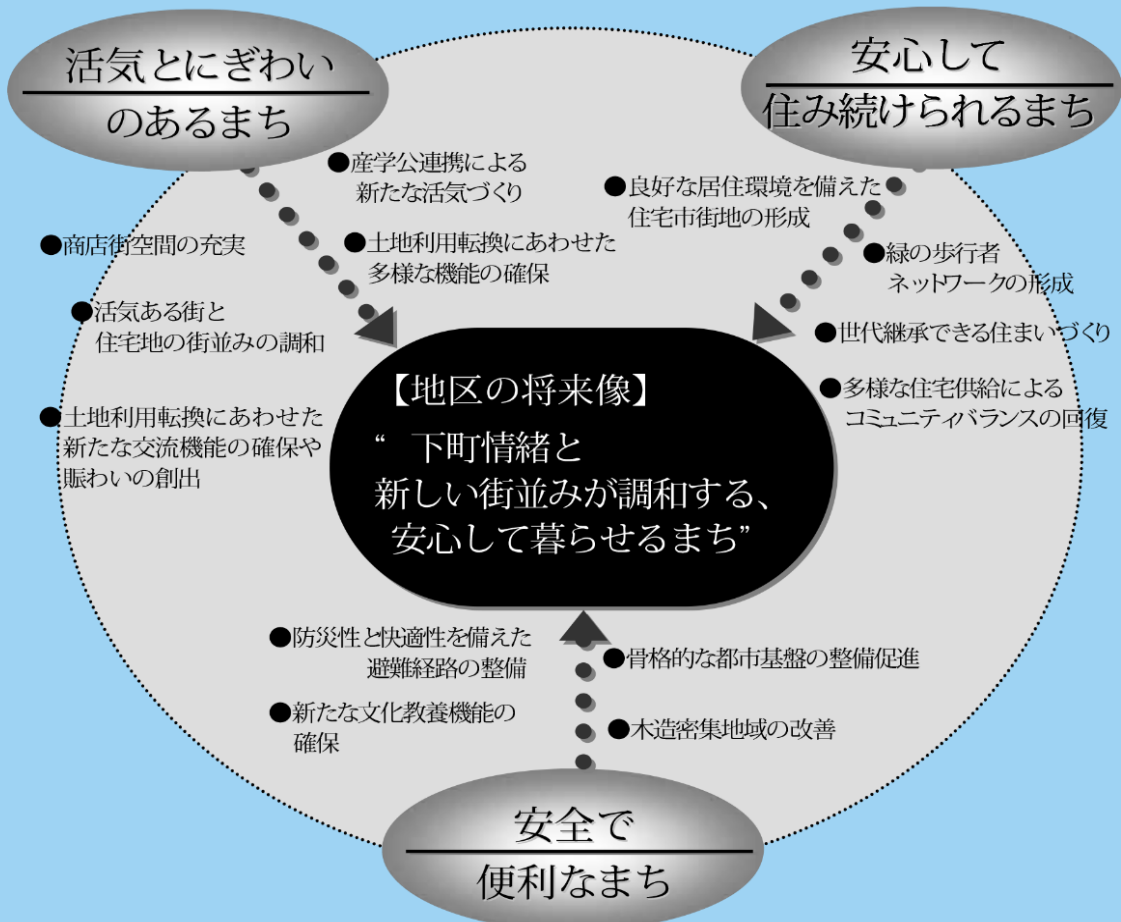 活気とにぎわい
のあるまち
安心して
住み続けられるまち
●産学公連携による
新たな活気づくり
●土地利用転換にあわせた
多様な機能の確保
●商店街空間の充実
●活気ある街と
住宅地の街並みの調和
●土地利用転換にあわせた
新たな交流機能の確保や
賑わいの創出
●良好な居住環境を備えた
住宅市街地の形成
●緑の歩行者
ネットワークの形成
●世代継承できる住まいづくり
●多様な住宅供給による
コミュニティバランスの回復
【地区の将来像】
“ 下町情緒と
新しい街並みが調和する、
安心して暮らせるまち”
●防災性と快適性を備えた
避難経路の整備
●新たな文化教養機能の
確保
●骨格的な都市基盤の整備促進
●木造密集地域の改善
安全で
便利なまち